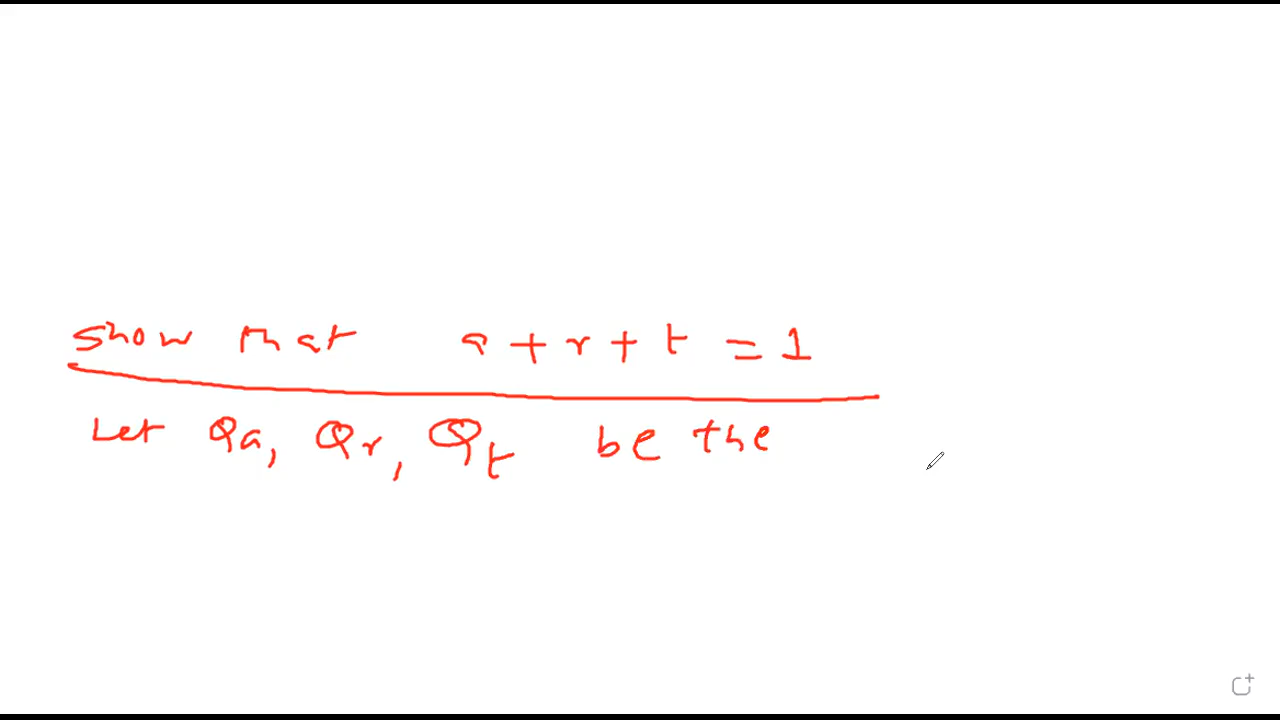 Show that a + r + t = 1
Let Qa, Qr, Qt be the